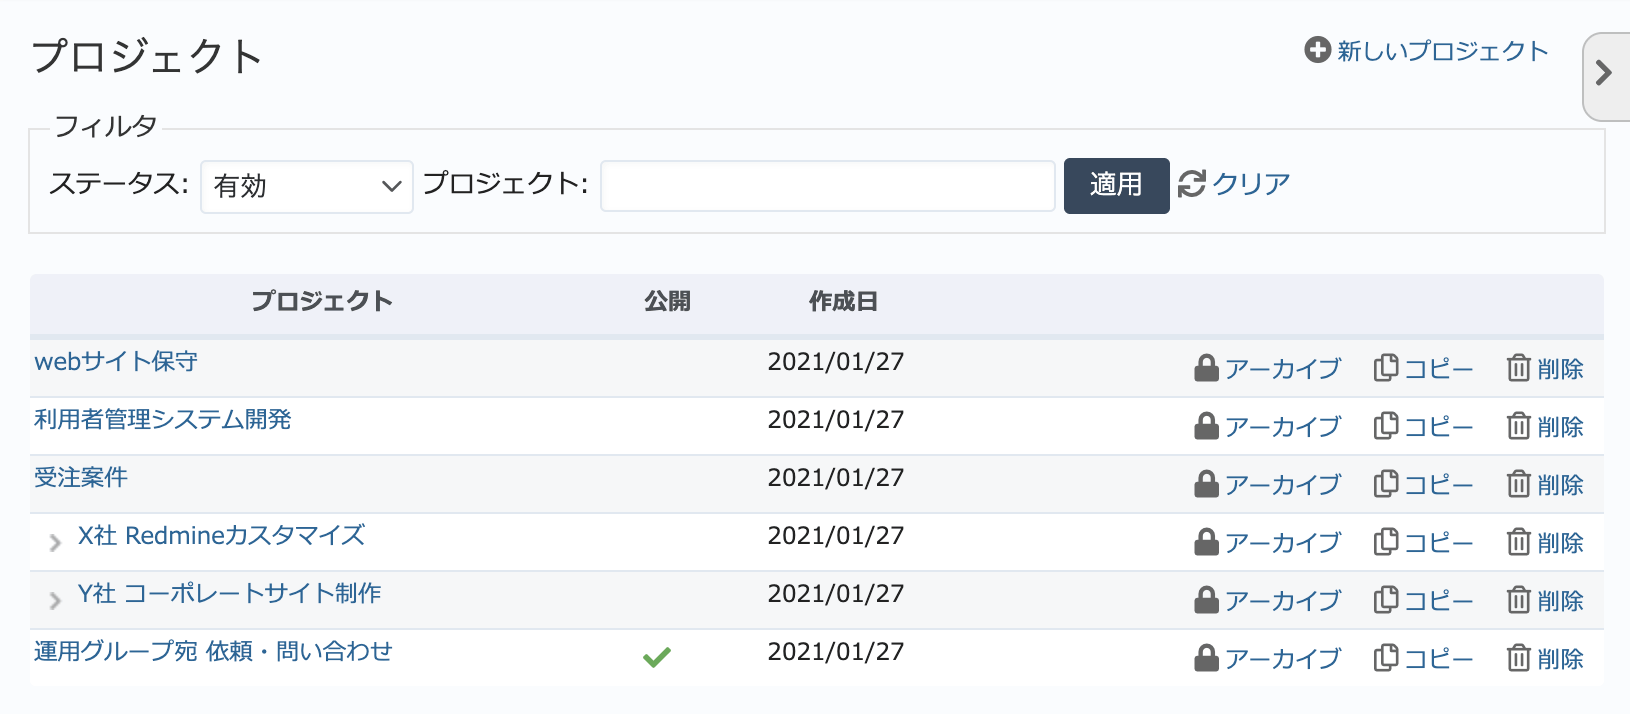 プロジェクト
新しいプロジェクト
フィルタ
ステータス: 有効 プロジェクト: 適用 クリア
プロジェクト 公開 作成日
webサイト保守 2021/01/27 アーカイブ コピー 削除
利用者管理システム開発 2021/01/27 アーカイブ コピー 削除
受注案件 2021/01/27 アーカイブ コピー 削除
X社 Redmineカスタマイズ 2021/01/27 アーカイブ コピー 削除
Y社 コーポレートサイト制作 2021/01/27 アーカイブ コピー 削除
運用グループ宛 依頼・問い合わせ 2021/01/27 アーカイブ コピー 削除